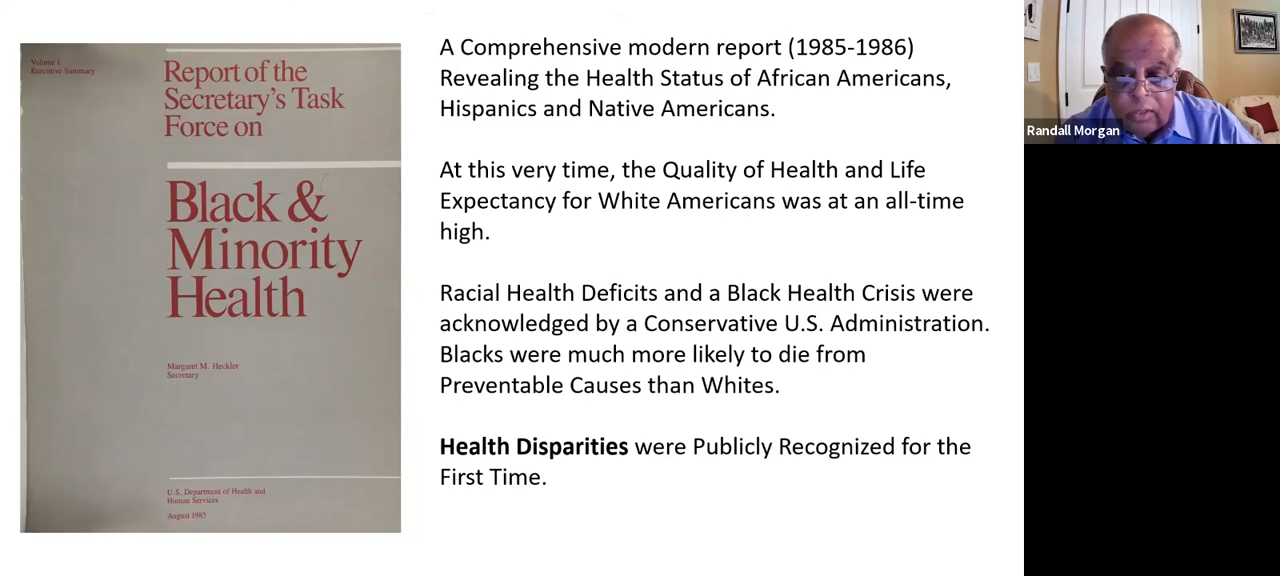 Volume I.
Executive Summary
Report of the
Secretary's Task
Force on
Black &
Minority
Health
Margaret M. Heckler
Secretary
U.S. Department of Health and
Human Services
August 1985
A Comprehensive modern report (1985-1986)
Revealing the Health Status of African Americans,
Hispanics and Native Americans.
At this very time, the Quality of Health and Life
Expectancy for White Americans was at an all-time
high.
Racial Health Deficits and a Black Health Crisis were
acknowledged by a Conservative U.S. Administration.
Blacks were much more likely to die from
Preventable Causes than Whites.
Health Disparities were Publicly Recognized for the
First Time.
Randall Morgan